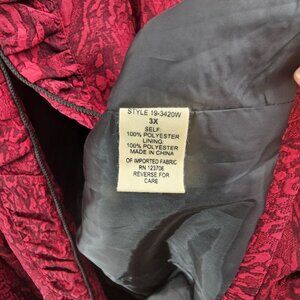 STYLE 19-3420W
3X
SELF:
100% POLYESTER
LINING:
100% POLYESTER
MADE IN CHINA
OF IMPORTED FABRIC
RN 123706
REVERSE FOR
CARE